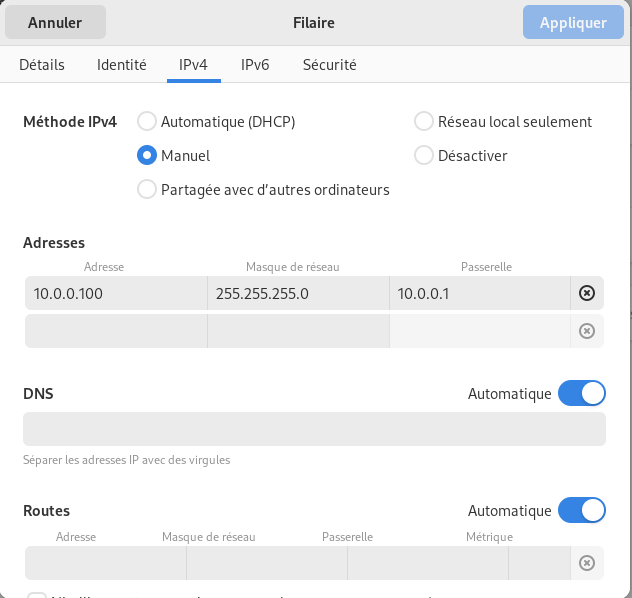 Annuler Filaire Appliquer
Détails Identité IPv4 IPv6 Sécurité
Méthode IPv4 Automatique (DHCP) Réseau local seulement
Manuel Désactiver
Partagée avec d’autres ordinateurs
Adresses
Adresse Masque de réseau Passerelle
10.0.0.100 255.255.255.0 10.0.0.1
DNS Automatique
Séparer les adresses IP avec des virgules
Routes Automatique
Adresse Masque de réseau Passerelle Métrique